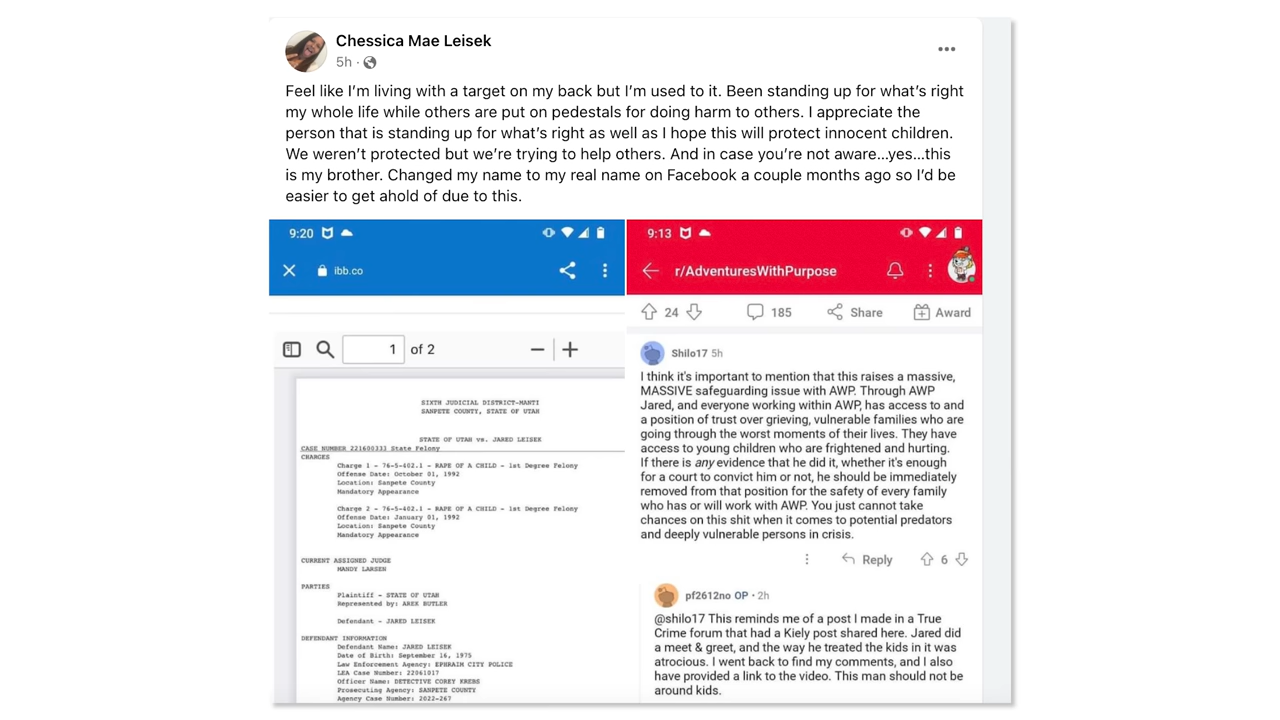 Chessica Mae Leisek
5h ·
Feel like I'm living with a target on my back but I'm used to it. Been standing up for what's right
my whole life while others are put on pedestals for doing harm to others. I appreciate the
person that is standing up for what's right as well as I hope this will protect innocent children.
We weren't protected but we're trying to help others. And in case you're not aware...yes...this
is my brother. Changed my name to my real name on Facebook a couple months ago so I'd be
easier to get ahold of due to this.
9:20
ibb.co
1 of 2
SIXTH JUDICIAL DISTRICT-MANTI
SANPETE COUNTY, STATE OF UTAH
STATE OF UTAH vs. JARED LEISEK
CASE NUMBER 221600333 State Felony
CHARGES
Charge 1 - 76-5-402.1 - RAPE OF A CHILD - 1st Degree Felony
Offense Date: October 01, 1992
Location: Sanpete County
Mandatory Appearance
Charge 2 - 76-5-402.1 - RAPE OF A CHILD - 1st Degree Felony
Offense Date: January 01, 1992
Location: Sanpete County
Mandatory Appearance
CURRENT ASSIGNED JUDGE
MANDY LARSEN
PARTIES
Plaintiff - STATE OF UTAH
Represented by: AREK BUTLER
Defendant - JARED LEISEK
DEFENDANT INFORMATION
Defendant Name: JARED LEISEK
Date of Birth: September 16, 1975
Law Enforcement Agency: EPHRAIM CITY POLICE
LEA Case Number: 22G1017
Officer Name: DETECTIVE COREY KREBS
Prosecuting Agency: SANPETE COUNTY
Agency Case Number: 2022-267
9:13
r/AdventuresWithPurpose
24 185 Share Award
Shilo17 5h
I think it's important to mention that this raises a massive,
MASSIVE safeguarding issue with AWP. Through AWP
Jared, and everyone working within AWP, has access to and
a position of trust over grieving, vulnerable families who are
going through the worst moments of their lives. They have
access to young children who are frightened and hurting.
If there is any evidence that he did it, whether it's enough
for a court to convict him or not, he should be immediately
removed from that position for the safety of every family
who has or will work with AWP. You just cannot take
chances on this shit when it comes to potential predators
and deeply vulnerable persons in crisis.
Reply 6
pf2612no OP · 2h
@shilo17 This reminds me of a post I made in a True
Crime forum that had a Kiely post shared here. Jared did
a meet & greet, and the way he treated the kids in it was
atrocious. I went back to find my comments, and I also
have provided a link to the video. This man should not be
around kids.